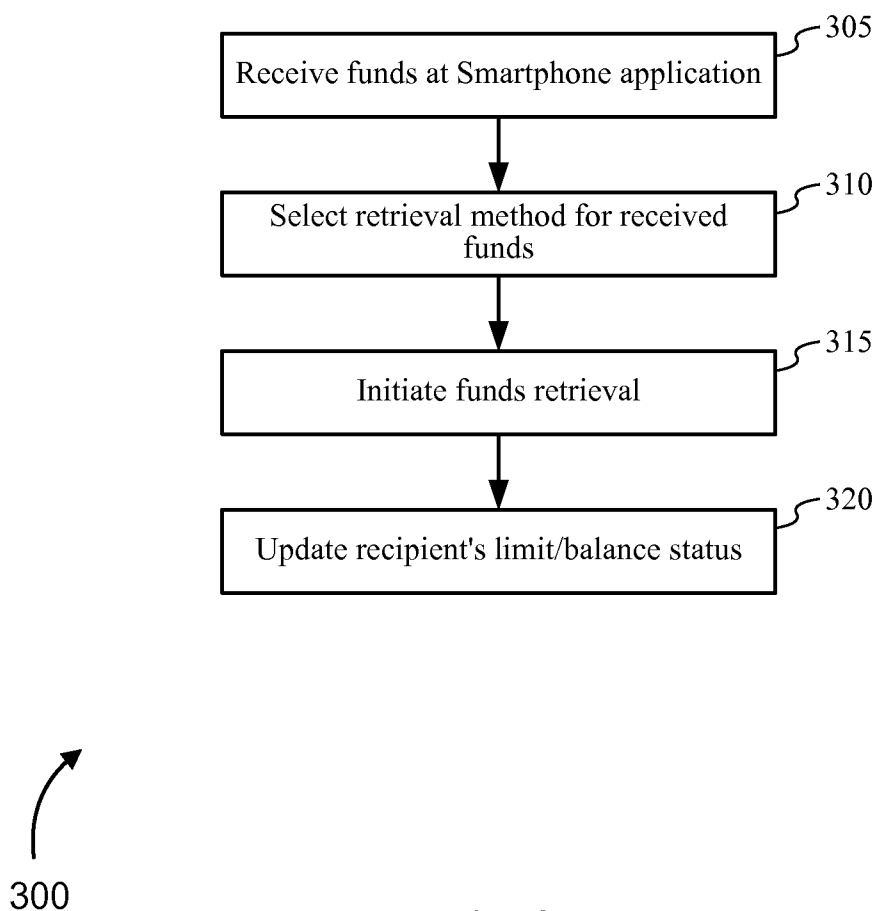 305
Receive funds at Smartphone application
310
Select retrieval method for received
funds
315
Initiate funds retrieval
320
Update recipient's limit/balance status
300